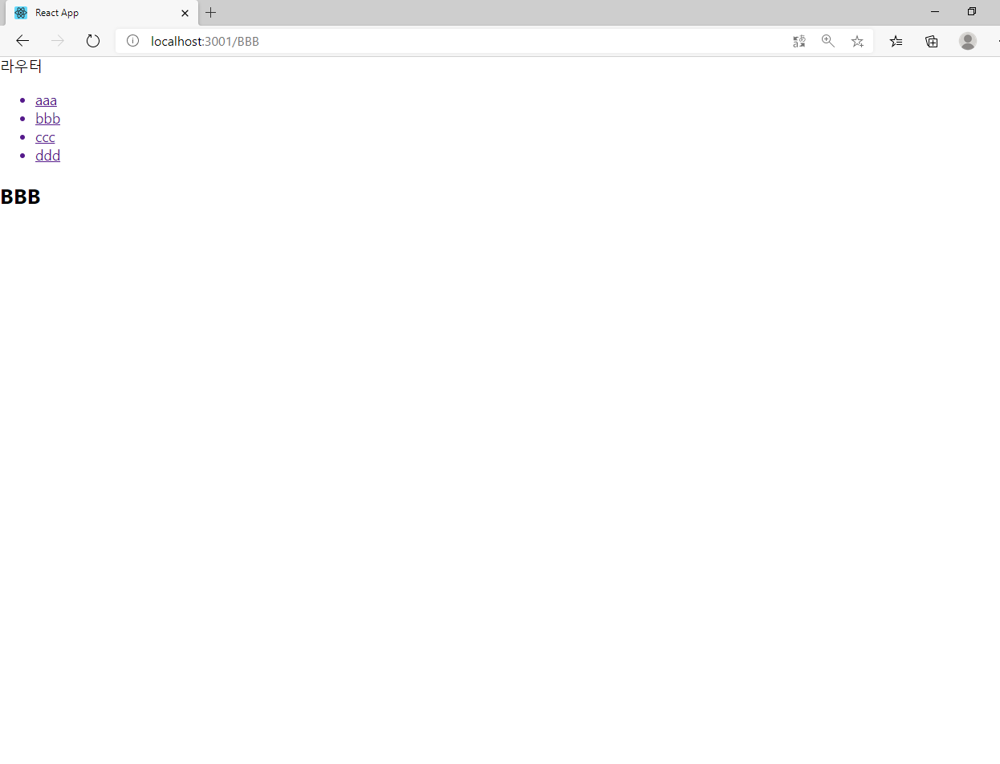 React App
localhost:3001/BBB
라우터
aaa
bbb
ccc
ddd
BBB